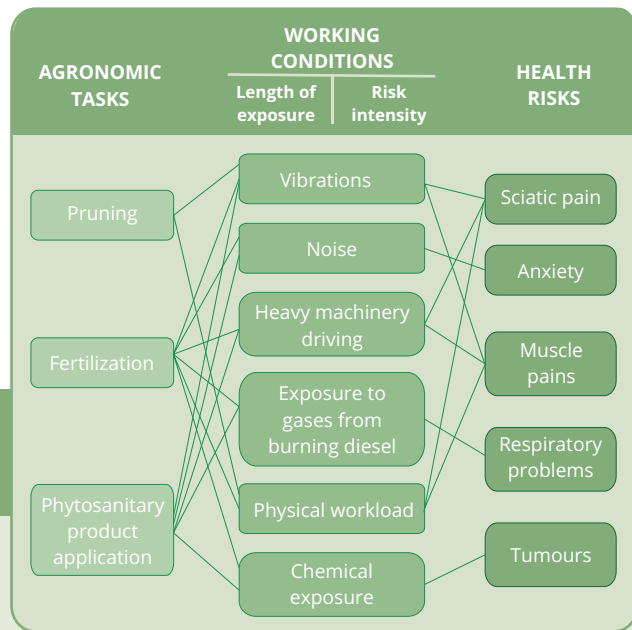 AGRONOMIC
TASKS
WORKING
CONDITIONS
Length of
exposure
Risk
intensity
HEALTH
RISKS
Pruning
Fertilization
Phytosanitary
product
application
Vibrations
Noise
Heavy machinery
driving
Exposure to
gases from
burning diesel
Physical workload
Chemical
exposure
Sciatic pain
Anxiety
Muscle
pains
Respiratory
problems
Tumours